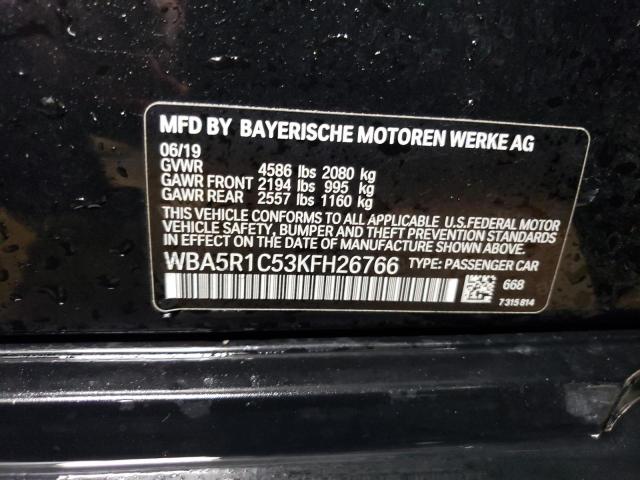 MFD BY BAYERISCHE MOTOREN WERKE AG
06/19
GVWR 4586 lbs 2080 kg
GAWR FRONT 2194 lbs 995 kg
GAWR REAR 2557 lbs 1160 kg
THIS VEHICLE CONFORMS TO ALL APPLICABLE U.S.FEDERAL MOTOR
VEHICLE SAFETY, BUMPER AND THEFT PREVENTION STANDARDS
IN EFFECT ON THE DATE OF MANUFACTURE SHOWN ABOVE.
WBA5R1C53KFH26766 TYPE: PASSENGER CAR
668
7315814